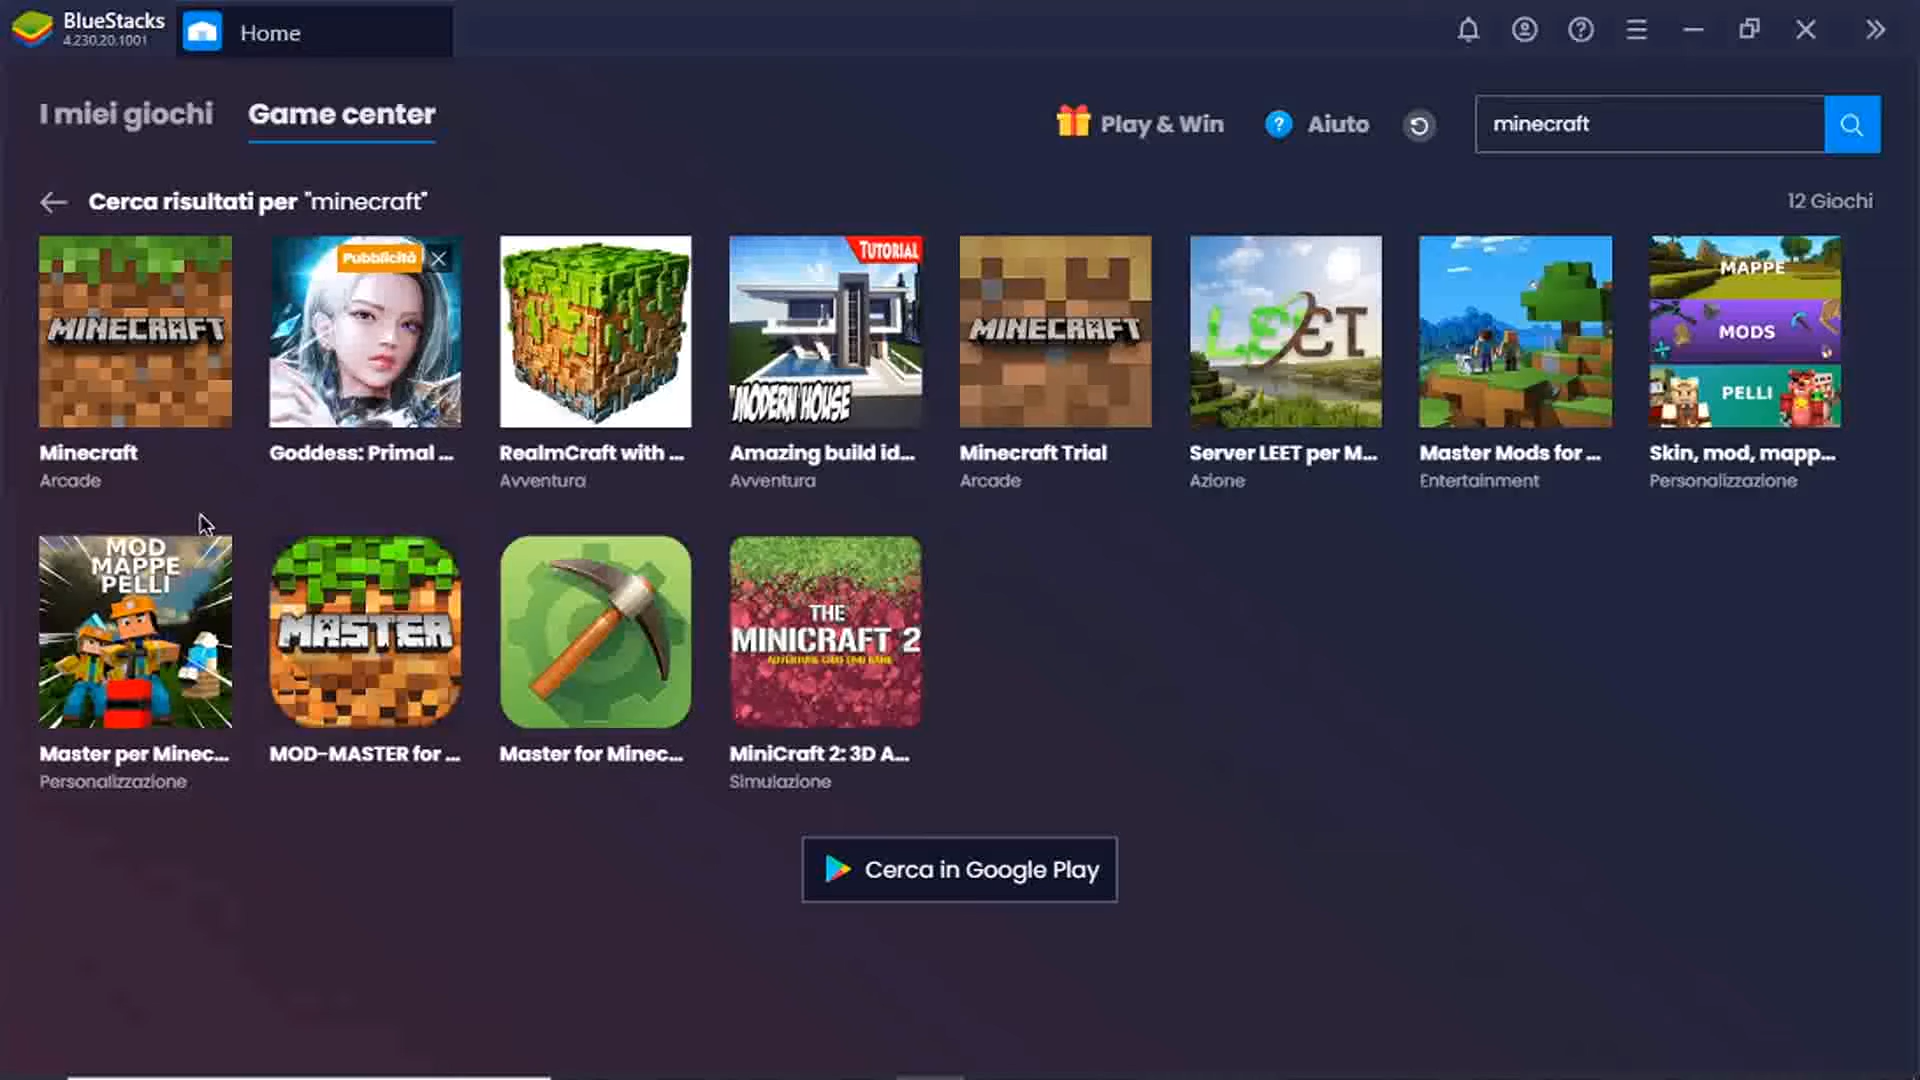 BlueStacks
4.230.20.1001
Home
I miei giochi
Game center
Play & Win
Aiuto
minecraft
Cerca risultati per "minecraft"
12 Giochi
MINECRAFT
Pubblicità
TUTORIAL
MODERN HOUSE
MINECRAFT
LEET
MAPPE
MODS
PELLI
Minecraft
Goddess: Primal ...
RealmCraft with ...
Amazing build id...
Minecraft Trial
Server LEET per M...
Master Mods for ...
Skin, mod, mapp...
Arcade
Avventura
Avventura
Arcade
Azione
Entertainment
Personalizzazione
MOD
MAPPE
PELLI
MASTER
THE
MINICRAFT 2
Master per Minec...
MOD-MASTER for ...
Master for Minec...
MiniCraft 2: 3D A...
Personalizzazione
Simulazione
Cerca in Google Play